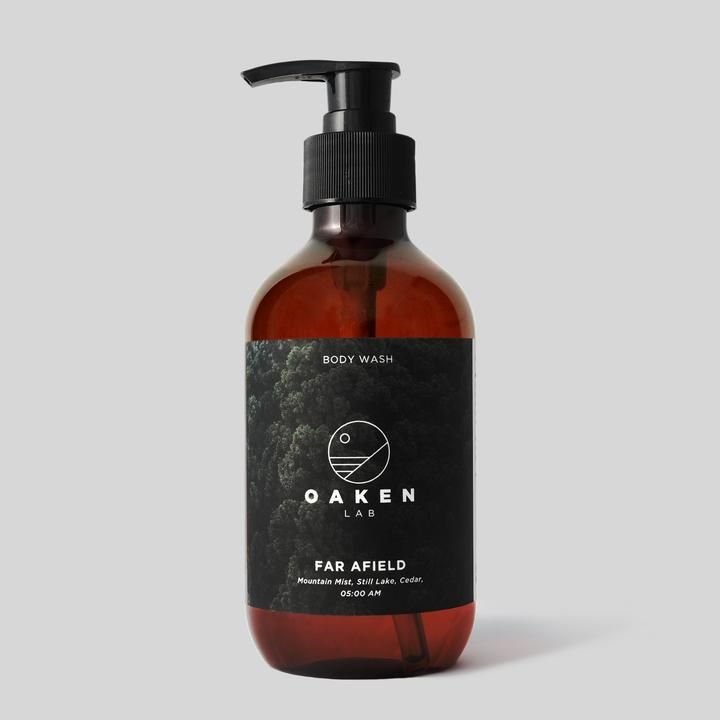 BODY WASH
OAKEN
LAB
FAR AFIELD
Mountain Mist, Still Lake, Cedar,
05:00 AM